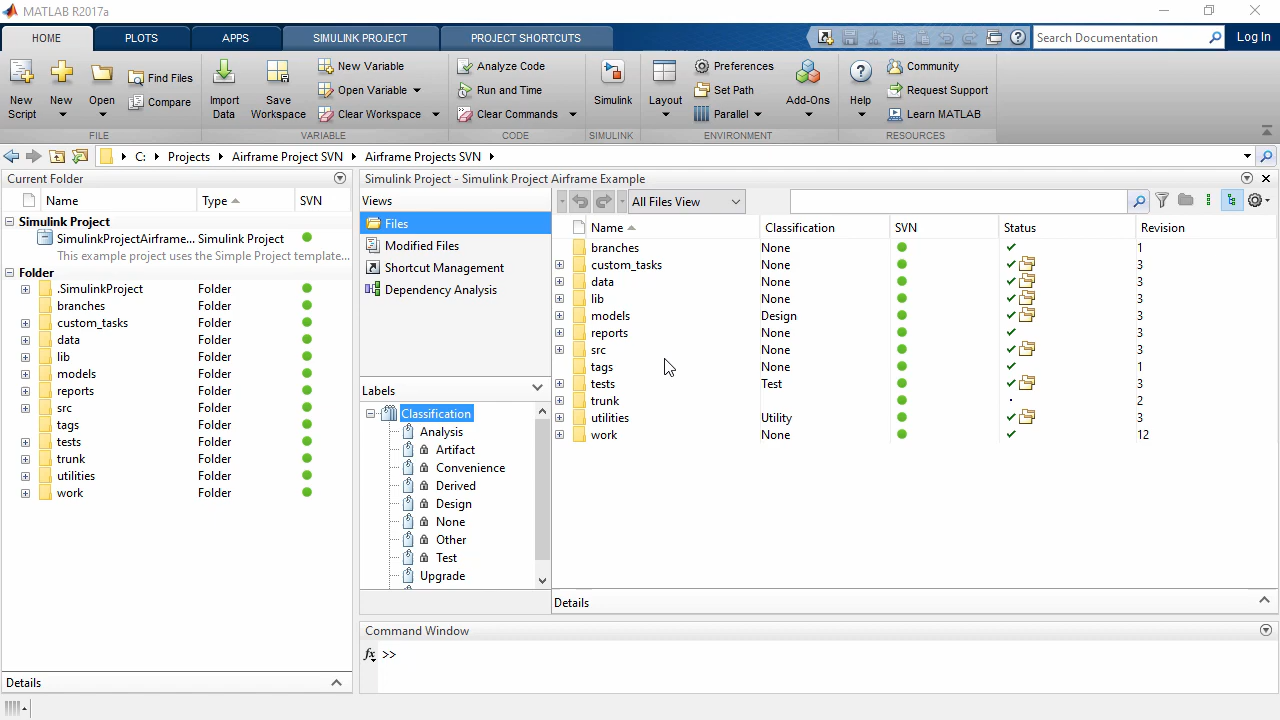 MATLAB R2017a
HOME PLOTS APPS SIMULINK PROJECT PROJECT SHORTCUTS Search Documentation Log In
New Script New Open Find Files Compare Import Data Save Workspace New Variable Open Variable Clear Workspace Analyze Code Run and Time Clear Commands Simulink Layout Preferences Set Path Parallel Add-Ons Help Community Request Support Learn MATLAB
FILE VARIABLE CODE SIMULINK ENVIRONMENT RESOURCES
C: Projects Airframe Project SVN Airframe Projects SVN
Current Folder
Name Type SVN
Simulink Project
SimulinkProjectAirframe... Simulink Project
This example project uses the Simple Project template...
Folder
.SimulinkProject Folder
branches Folder
custom_tasks Folder
data Folder
lib Folder
models Folder
reports Folder
src Folder
tags Folder
tests Folder
trunk Folder
utilities Folder
work Folder
Details
Simulink Project - Simulink Project Airframe Example
Views
Files
Modified Files
Shortcut Management
Dependency Analysis
Labels
Classification
Analysis
Artifact
Convenience
Derived
Design
None
Other
Test
Upgrade
All Files View
Name Classification SVN Status Revision
branches None 1
custom_tasks None 3
data None 3
lib None 3
models Design 3
reports None 3
src None 3
tags None 1
tests Test 3
trunk 2
utilities Utility 3
work None 12
Details
Command Window
fx >>